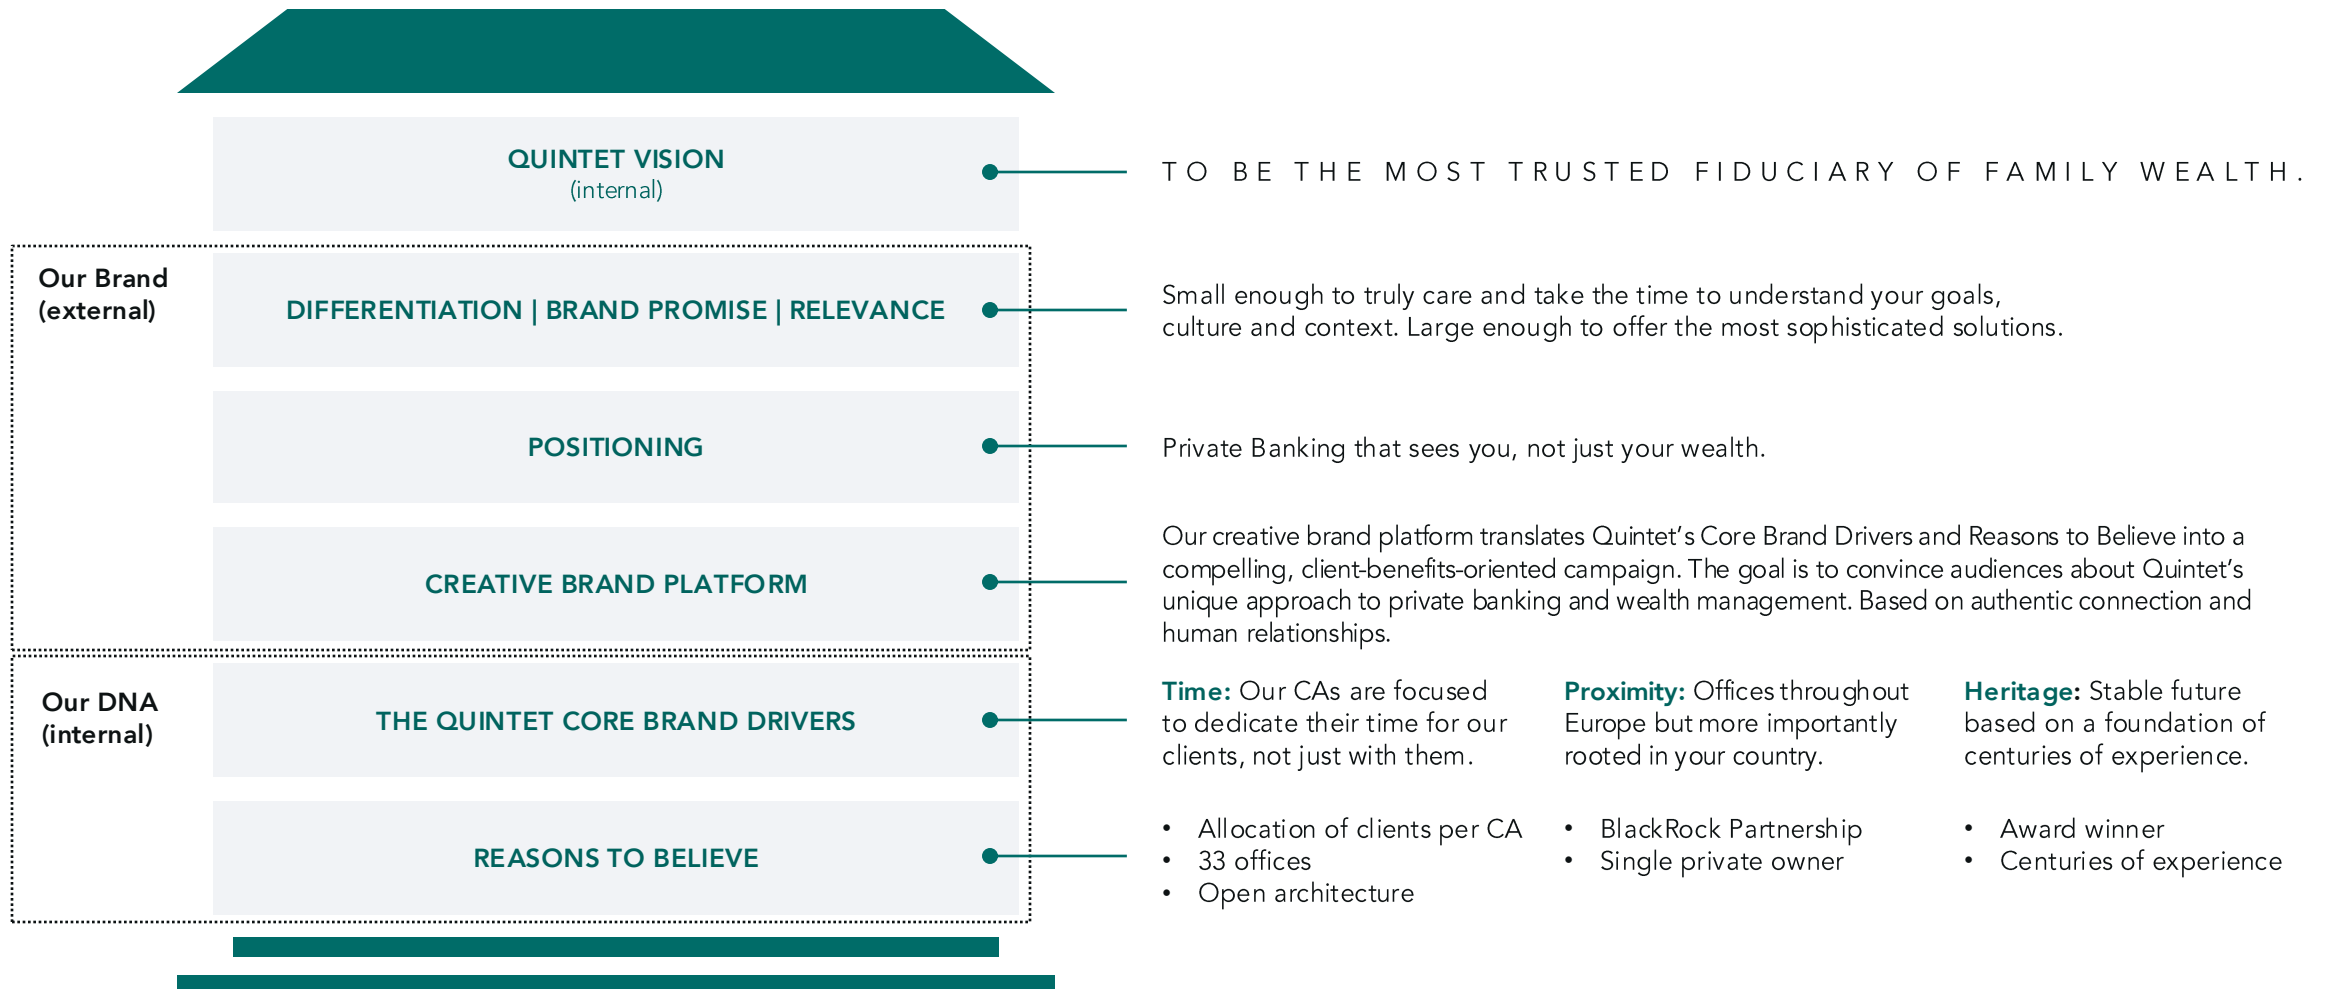 QUINTET VISION
(internal)
TO BE THE MOST TRUSTED FIDUCIARY OF FAMILY WEALTH.
Our Brand
(external)
DIFFERENTIATION | BRAND PROMISE | RELEVANCE
Small enough to truly care and take the time to understand your goals,
culture and context. Large enough to offer the most sophisticated solutions.
POSITIONING
Private Banking that sees you, not just your wealth.
CREATIVE BRAND PLATFORM
Our creative brand platform translates Quintet's Core Brand Drivers and Reasons to Believe into a
compelling, client-benefits-oriented campaign. The goal is to convince audiences about Quintet's
unique approach to private banking and wealth management. Based on authentic connection and
human relationships.
Our DNA
(internal)
THE QUINTET CORE BRAND DRIVERS
Time: Our CAs are focused
to dedicate their time for our
clients, not just with them.
Proximity: Offices throughout
Europe but more importantly
rooted in your country.
Heritage: Stable future
based on a foundation of
centuries of experience.
REASONS TO BELIEVE
• Allocation of clients per CA
• 33 offices
• Open architecture
• BlackRock Partnership
• Single private owner
• Award winner
• Centuries of experience